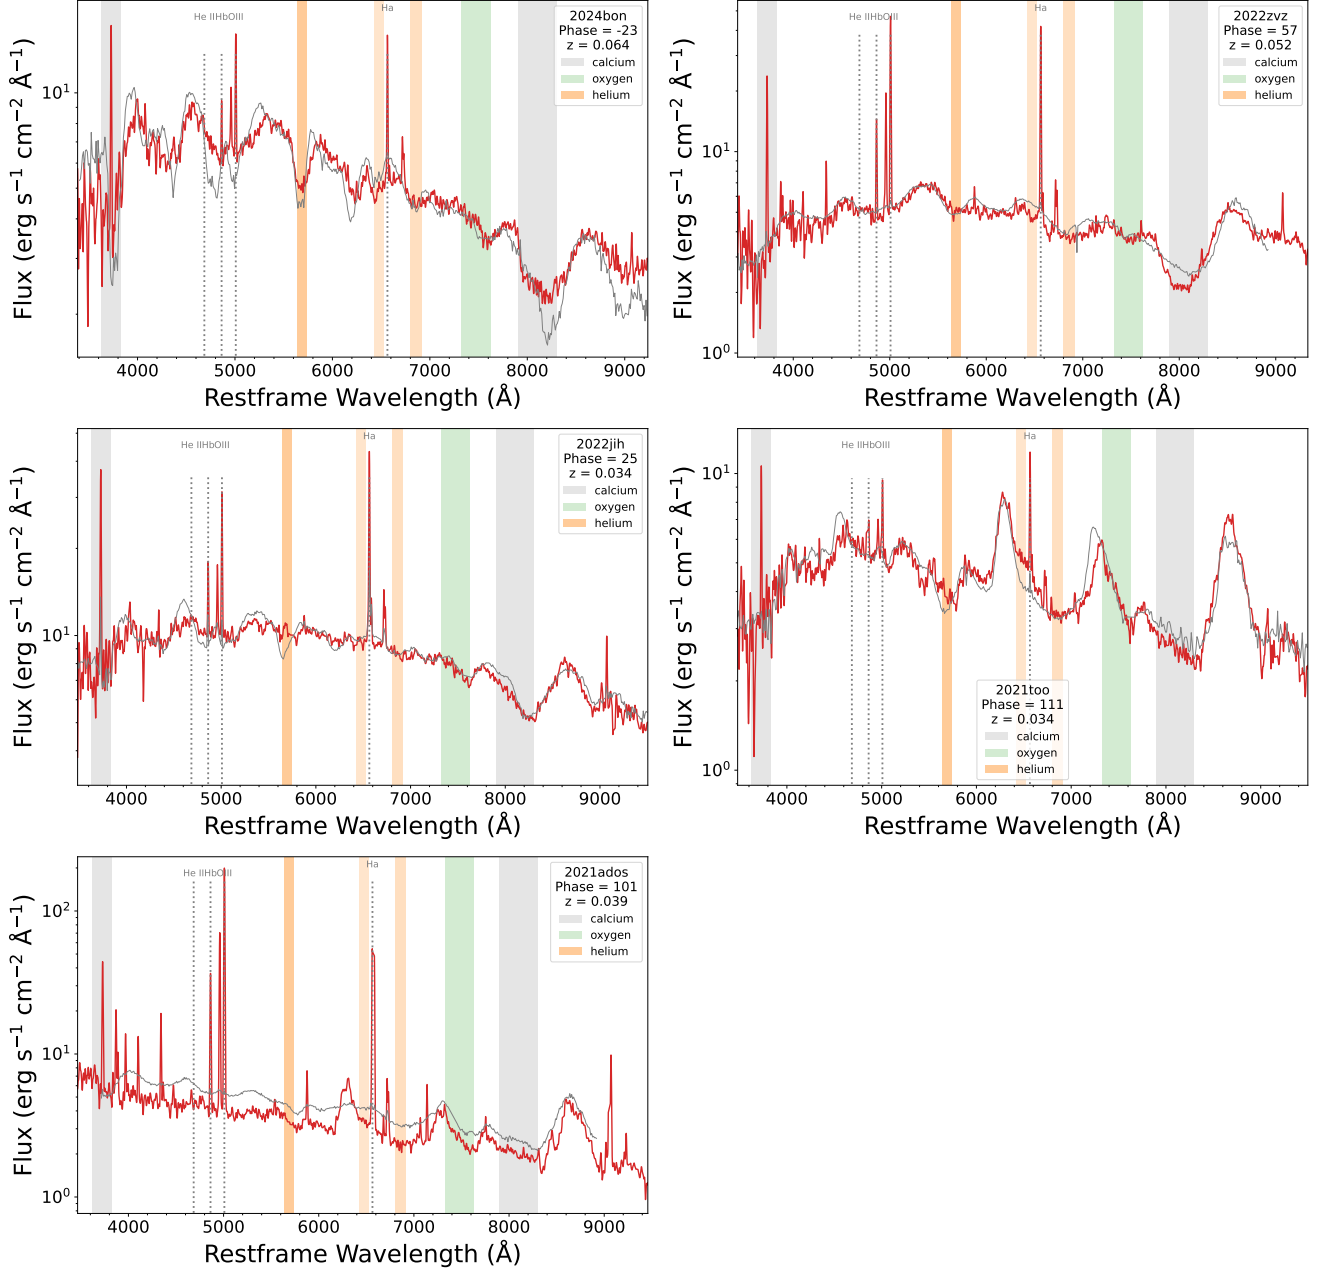 He IIHbOIII
Ha
2024bon
Phase = -23
z = 0.064
calcium
oxygen
helium
10¹
Flux (erg s⁻¹ cm⁻² Å⁻¹)
4000 5000 6000 7000 8000 9000
Restframe Wavelength (Å)
He IIHbOIII
Ha
2022zvz
Phase = 57
z = 0.052
calcium
oxygen
helium
10¹
10⁰
Flux (erg s⁻¹ cm⁻² Å⁻¹)
4000 5000 6000 7000 8000 9000
Restframe Wavelength (Å)
He IIHbOIII
Ha
2022jih
Phase = 25
z = 0.034
calcium
oxygen
helium
10¹
Flux (erg s⁻¹ cm⁻² Å⁻¹)
4000 5000 6000 7000 8000 9000
Restframe Wavelength (Å)
He IIHbOIII
Ha
10¹
10⁰
Flux (erg s⁻¹ cm⁻² Å⁻¹)
2021too
Phase = 111
z = 0.034
calcium
oxygen
helium
4000 5000 6000 7000 8000 9000
Restframe Wavelength (Å)
He IIHbOIII
Ha
2021ados
Phase = 101
z = 0.039
calcium
oxygen
helium
10²
10¹
10⁰
Flux (erg s⁻¹ cm⁻² Å⁻¹)
4000 5000 6000 7000 8000 9000
Restframe Wavelength (Å)